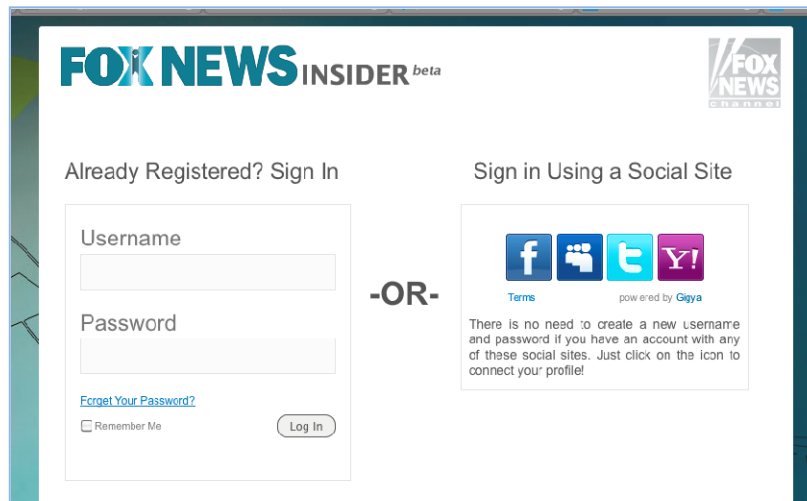 FOX NEWS INSIDER beta
FOX
NEWS
channel
Already Registered? Sign In
Username
Password
Forget Your Password?
Remember Me
Log In
-OR-
Sign in Using a Social Site
f
t
Y!
Terms
powered by Gigya
There is no need to create a new username
and password if you have an account with any
of these social sites. Just click on the icon to
connect your profile!